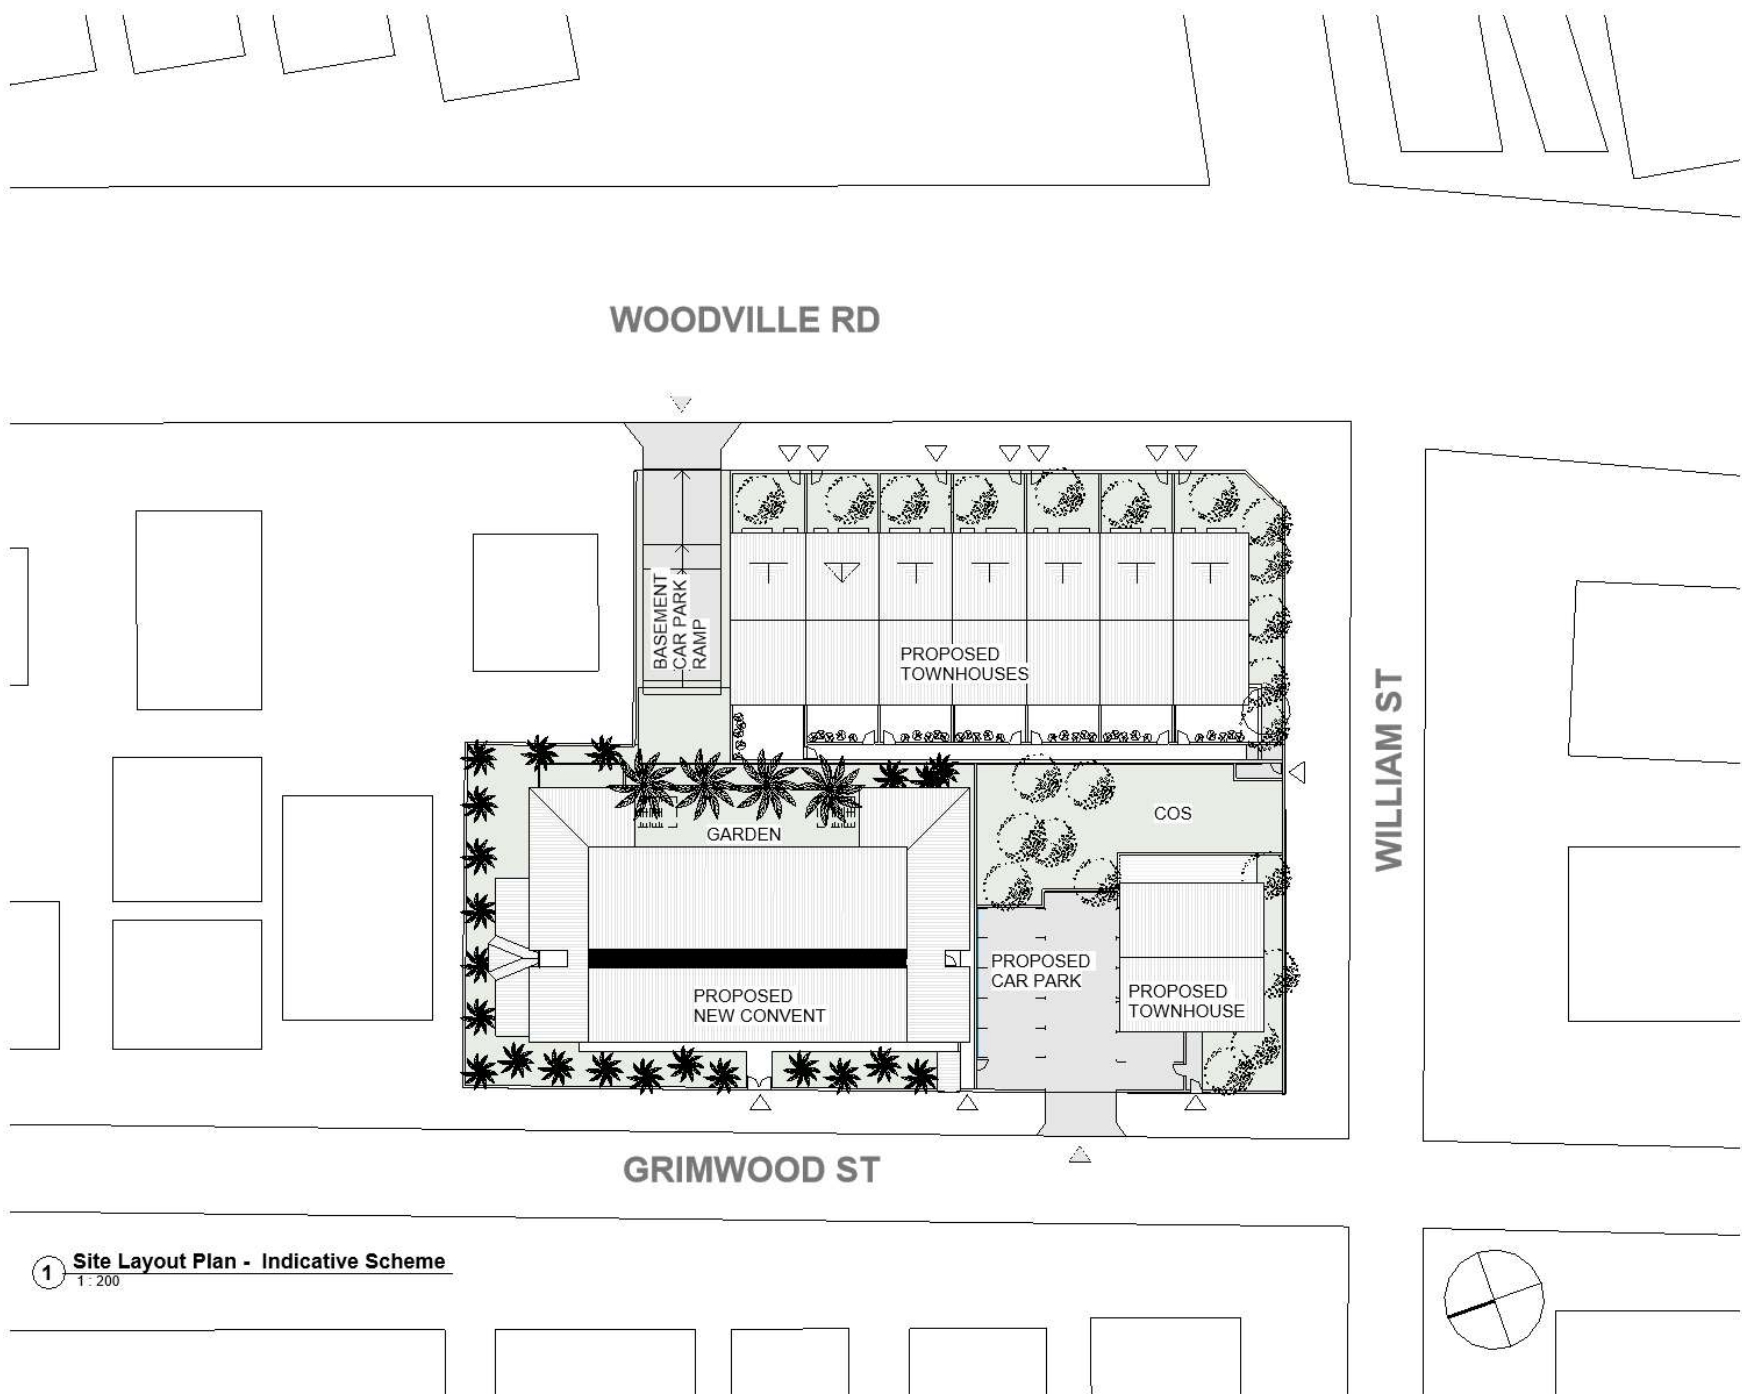 WOODVILLE RD
BASEMENT
CAR PARK
RAMP
PROPOSED
TOWNHOUSES
WILLIAM ST
GARDEN
COS
PROPOSED
CAR PARK
PROPOSED
NEW CONVENT
PROPOSED
TOWNHOUSE
GRIMWOOD ST
1 Site Layout Plan - Indicative Scheme
1 : 200